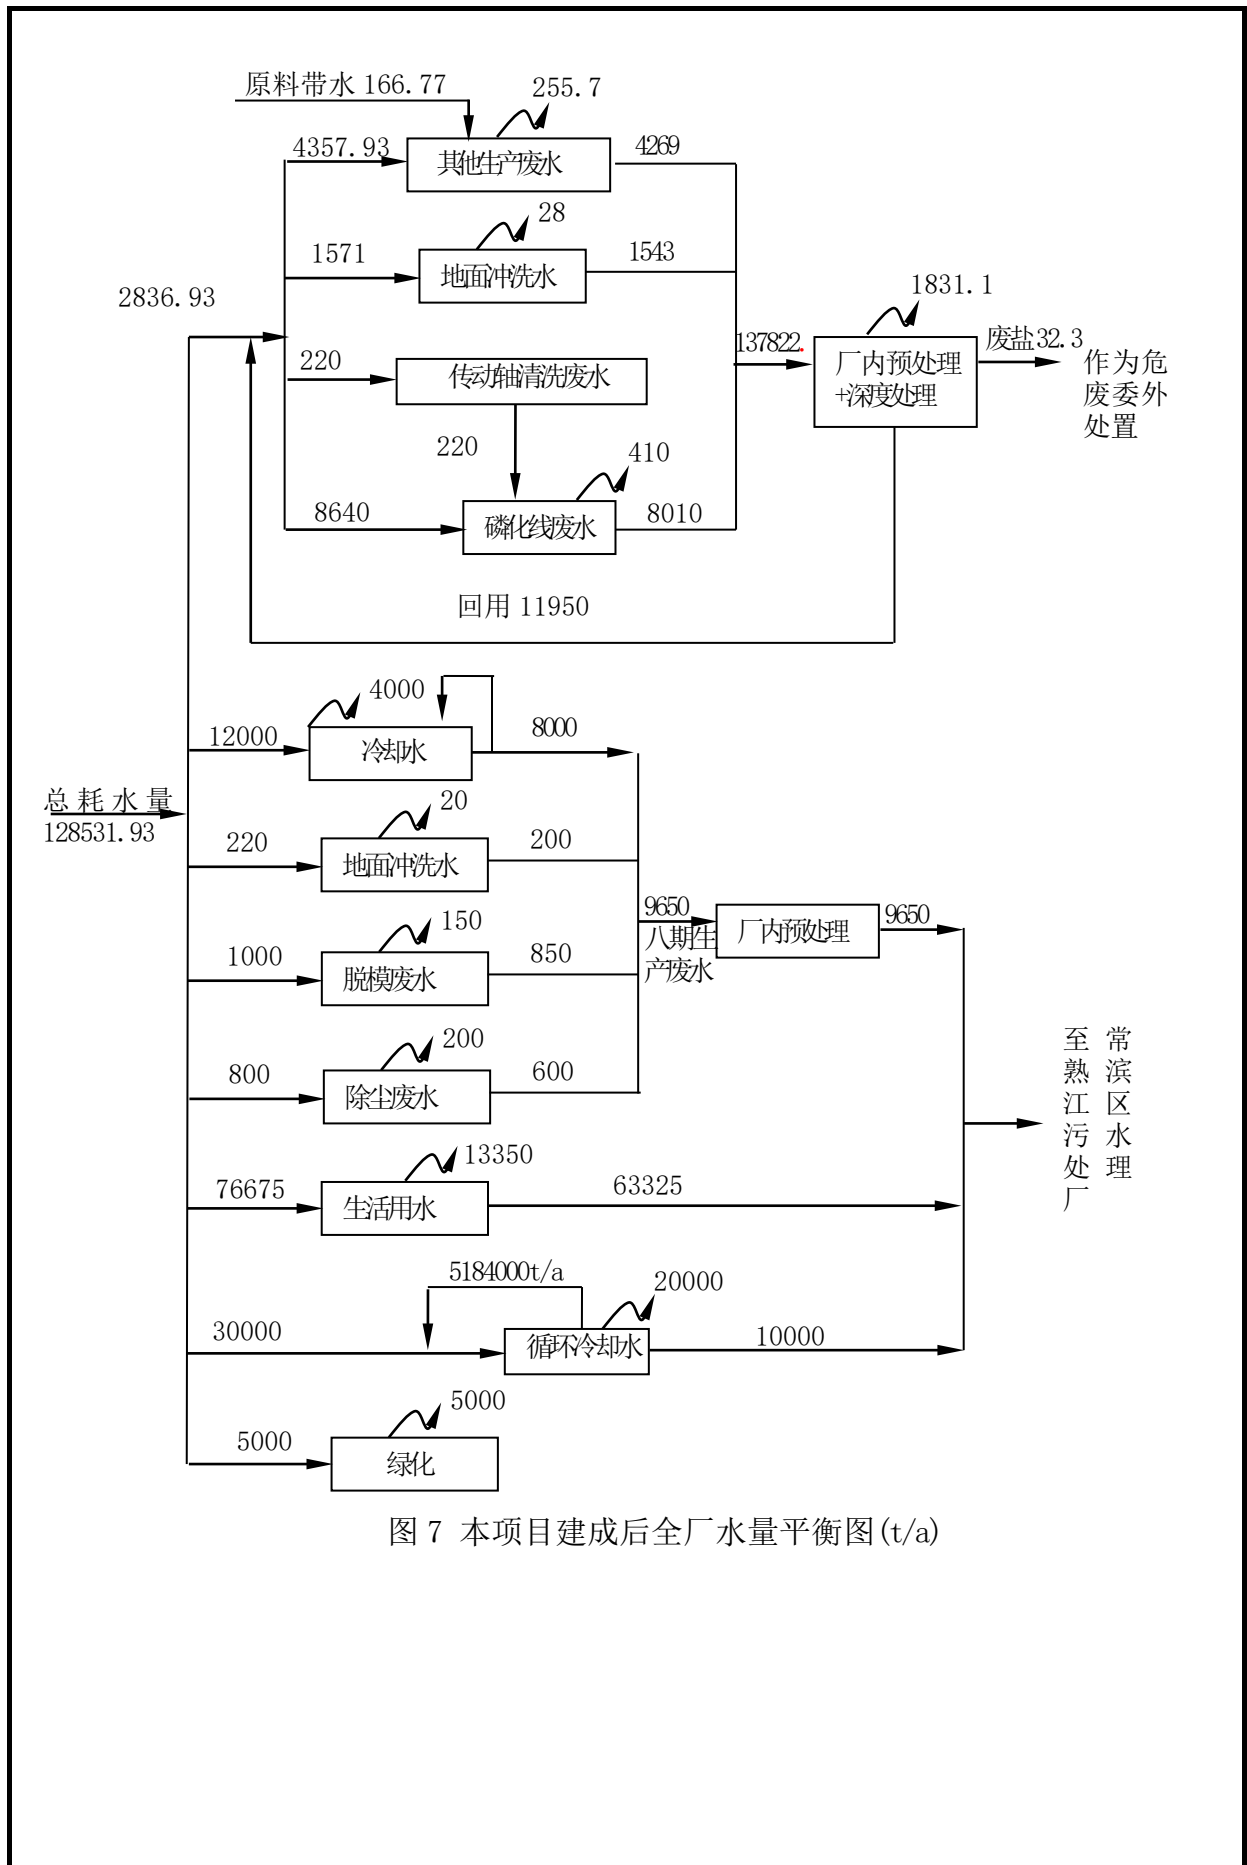 原料带水 166.77
255.7
4357.93
其他生产废水
4269
28
1571
地面冲洗水
1543
2836.93
1831.1
137822.
厂内预处理
+深度处理
废盐 32.3
作为危
废委外
处置
220
传动轴清洗废水
220
410
8640
磷化线废水
8010
回用 11950
4000
12000
冷却水
8000
总耗水量
128531.93
20
220
地面冲洗水
200
9650
八期生
产废水
厂内预处理
9650
150
1000
脱模废水
850
200
800
除尘废水
600
至常
熟滨
江区
污水
处理
厂
13350
76675
生活用水
63325
5184000t/a
20000
30000
循环冷却水
10000
5000
5000
绿化
图 7 本项目建成后全厂水量平衡图(t/a)